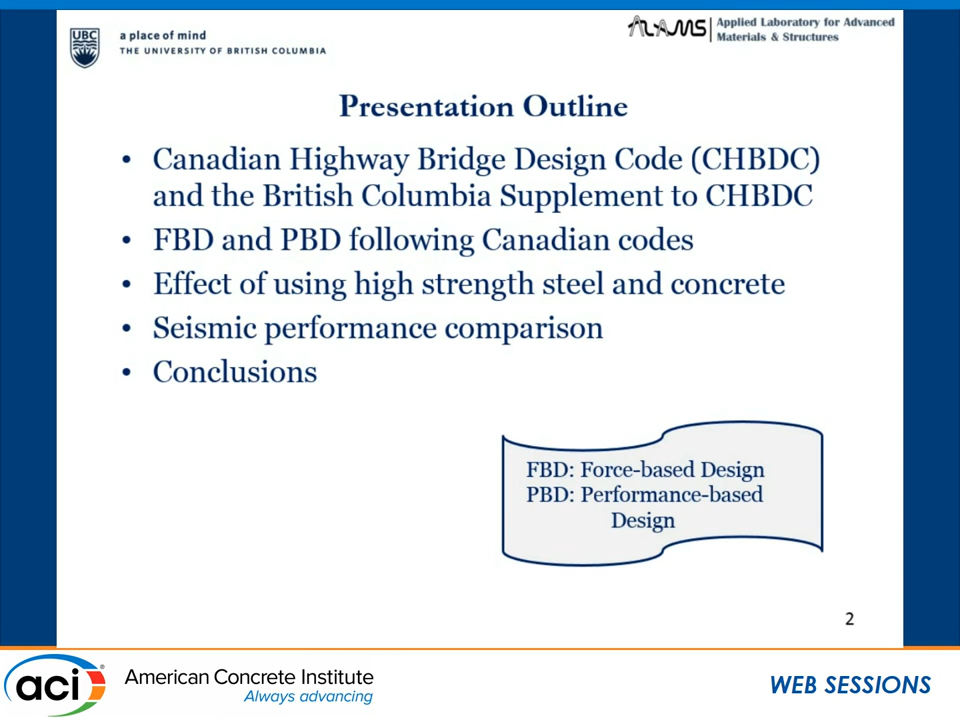 UBC
a place of mind
THE UNIVERSITY OF BRITISH COLUMBIA
ALAMS
Applied Laboratory for Advanced
Materials & Structures
Presentation Outline
• Canadian Highway Bridge Design Code (CHBDC)
and the British Columbia Supplement to CHBDC
• FBD and PBD following Canadian codes
• Effect of using high strength steel and concrete
• Seismic performance comparison
• Conclusions
FBD: Force-based Design
PBD: Performance-based
Design
2
aci®
American Concrete Institute
Always advancing
WEB SESSIONS